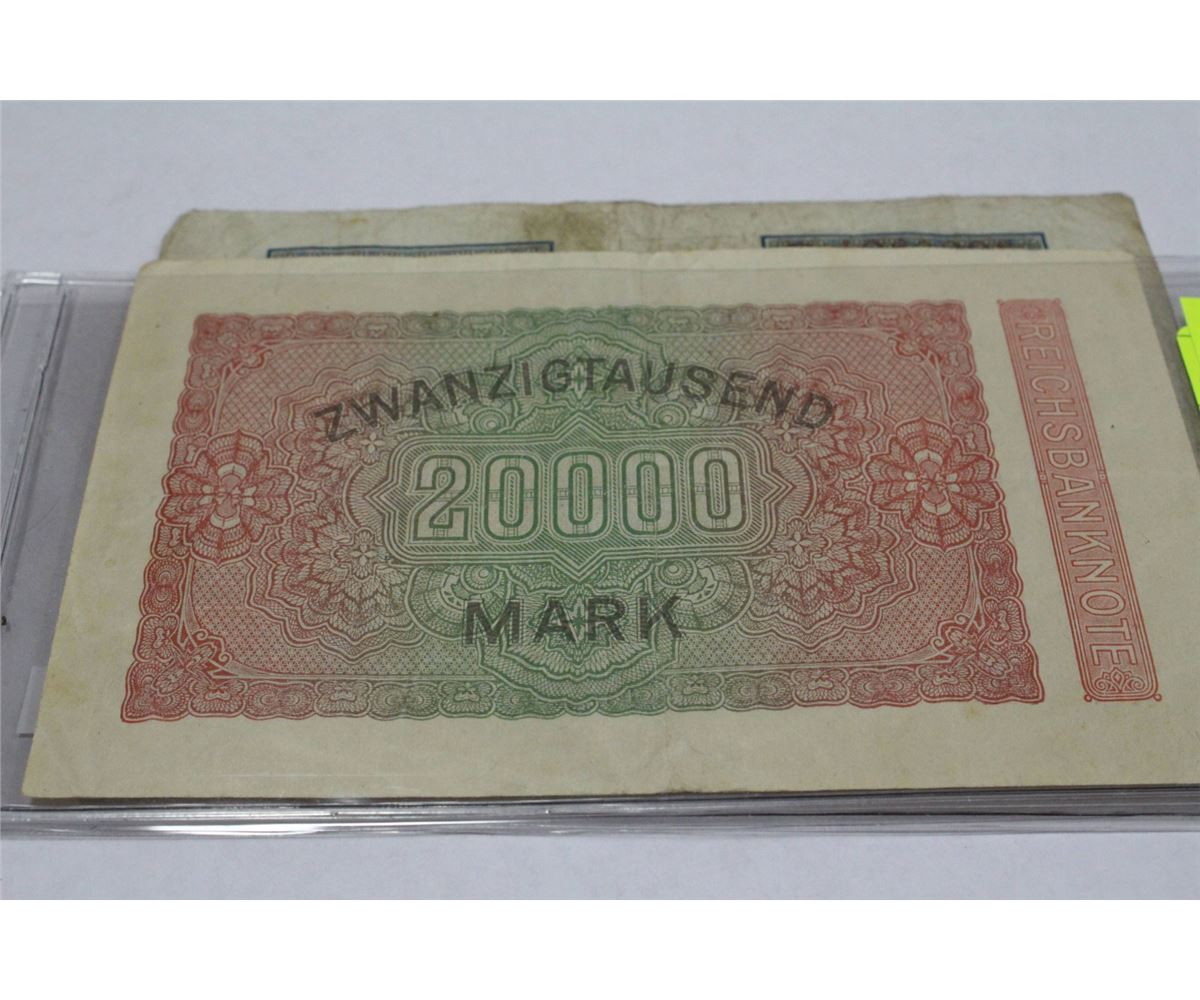 ZWANZIGTAUSEND
20000
MARK
REICHSBANKNOTE